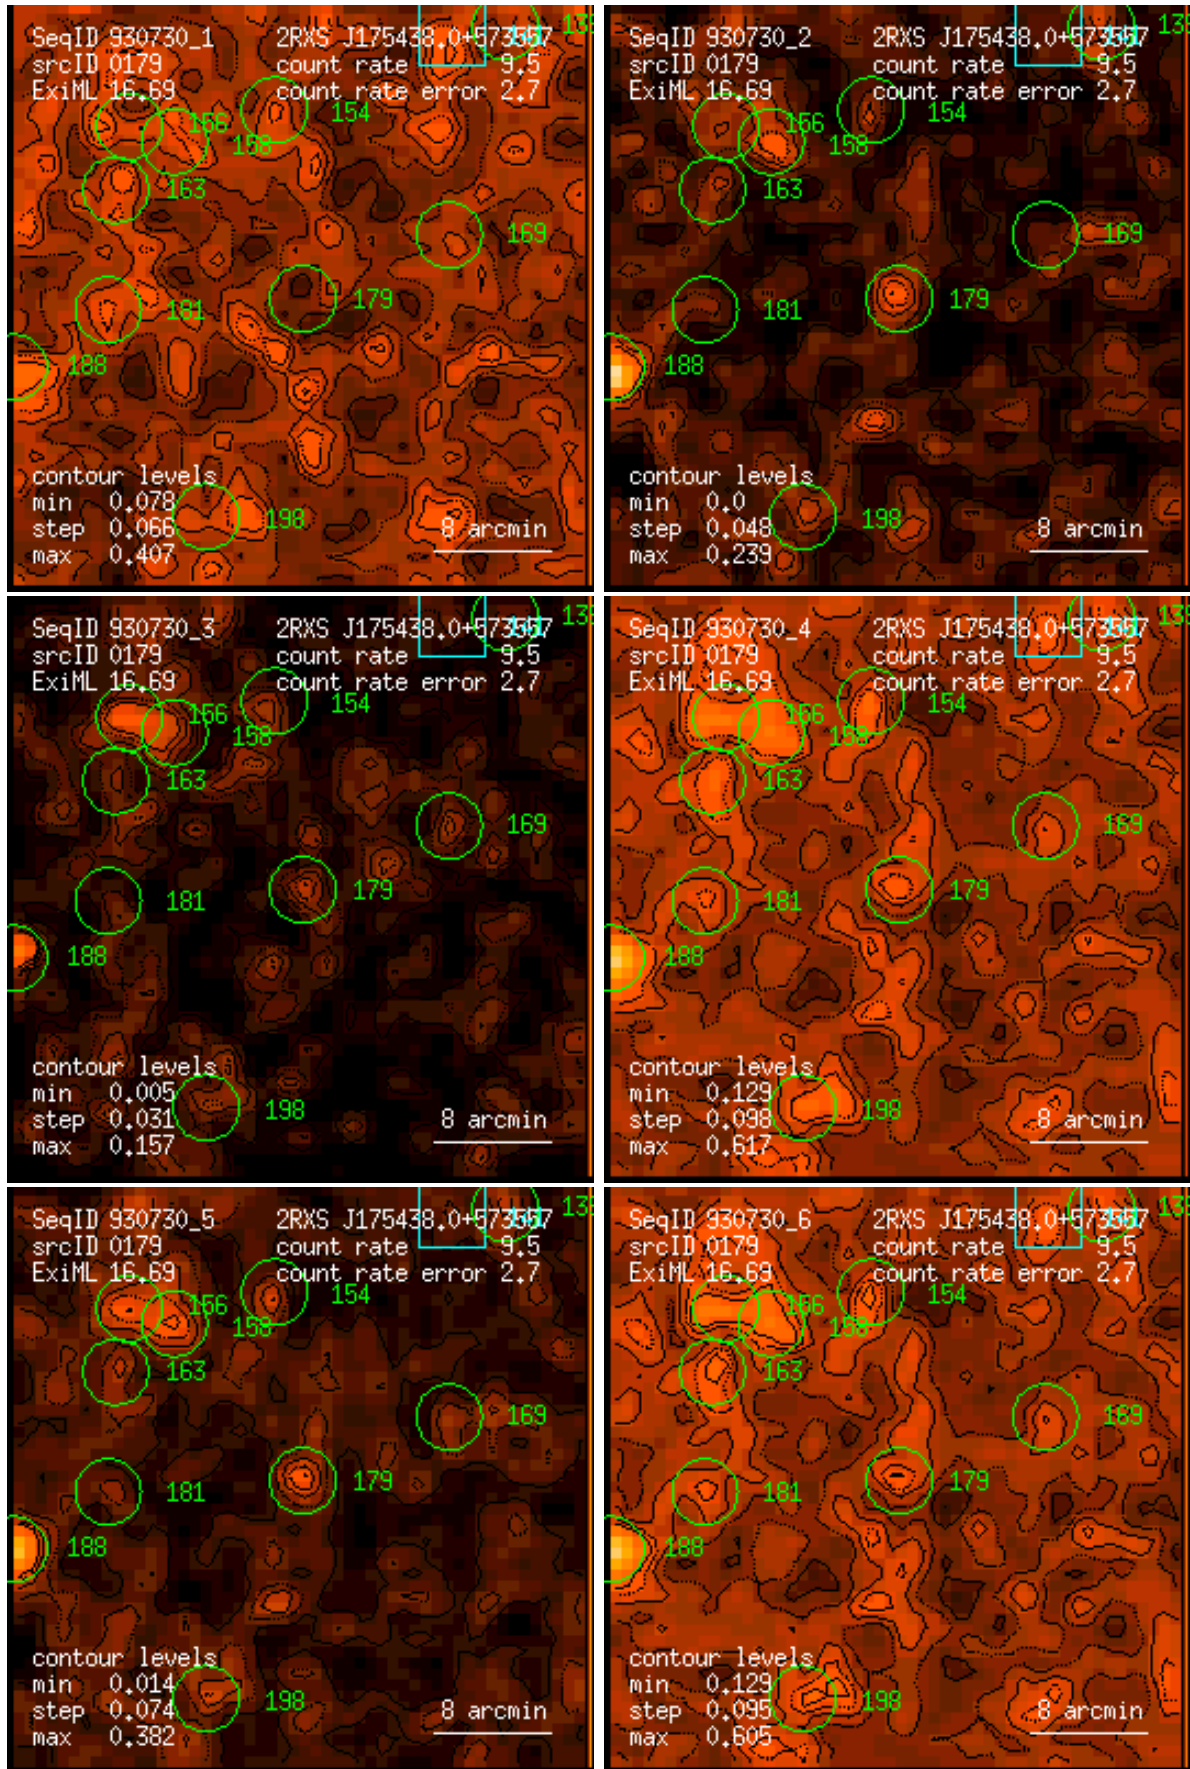 SeqID 930730_1 2RXS J175438.0+573557
srcID 0179 count rate 9.5
ExiML 16.69 count rate error 2.7
139
154
166
158
163
169
179
181
188
contour levels
min 0.078
step 0.066
max 0.407
198
8 arcmin
SeqID 930730_2
srcID 0179 count rate 9.5
ExiML 16.69 count rate error 2.7
139
154
166
158
163
169
179
181
188
contour levels
min 0.0
step 0.048
max 0.239
198
8 arcmin
SeqID 930730_3
srcID 0179 count rate 9.5
ExiML 16.69 count rate error 2.7
139
154
166
158
163
169
179
181
188
contour levels
min 0.005
step 0.031
max 0.157
198
8 arcmin
SeqID 930730_4
srcID 0179 count rate 9.5
ExiML 16.69 count rate error 2.7
139
154
166
158
163
169
179
181
188
contour levels
min 0.129
step 0.098
max 0.617
198
8 arcmin
SeqID 930730_5
srcID 0179 count rate 9.5
ExiML 16.69 count rate error 2.7
139
154
166
158
163
169
179
181
188
contour levels
min 0.014
step 0.074
max 0.382
198
8 arcmin
SeqID 930730_6
srcID 0179 count rate 9.5
ExiML 16.69 count rate error 2.7
139
154
166
158
163
169
179
181
188
contour levels
min 0.129
step 0.095
max 0.605
198
8 arcmin